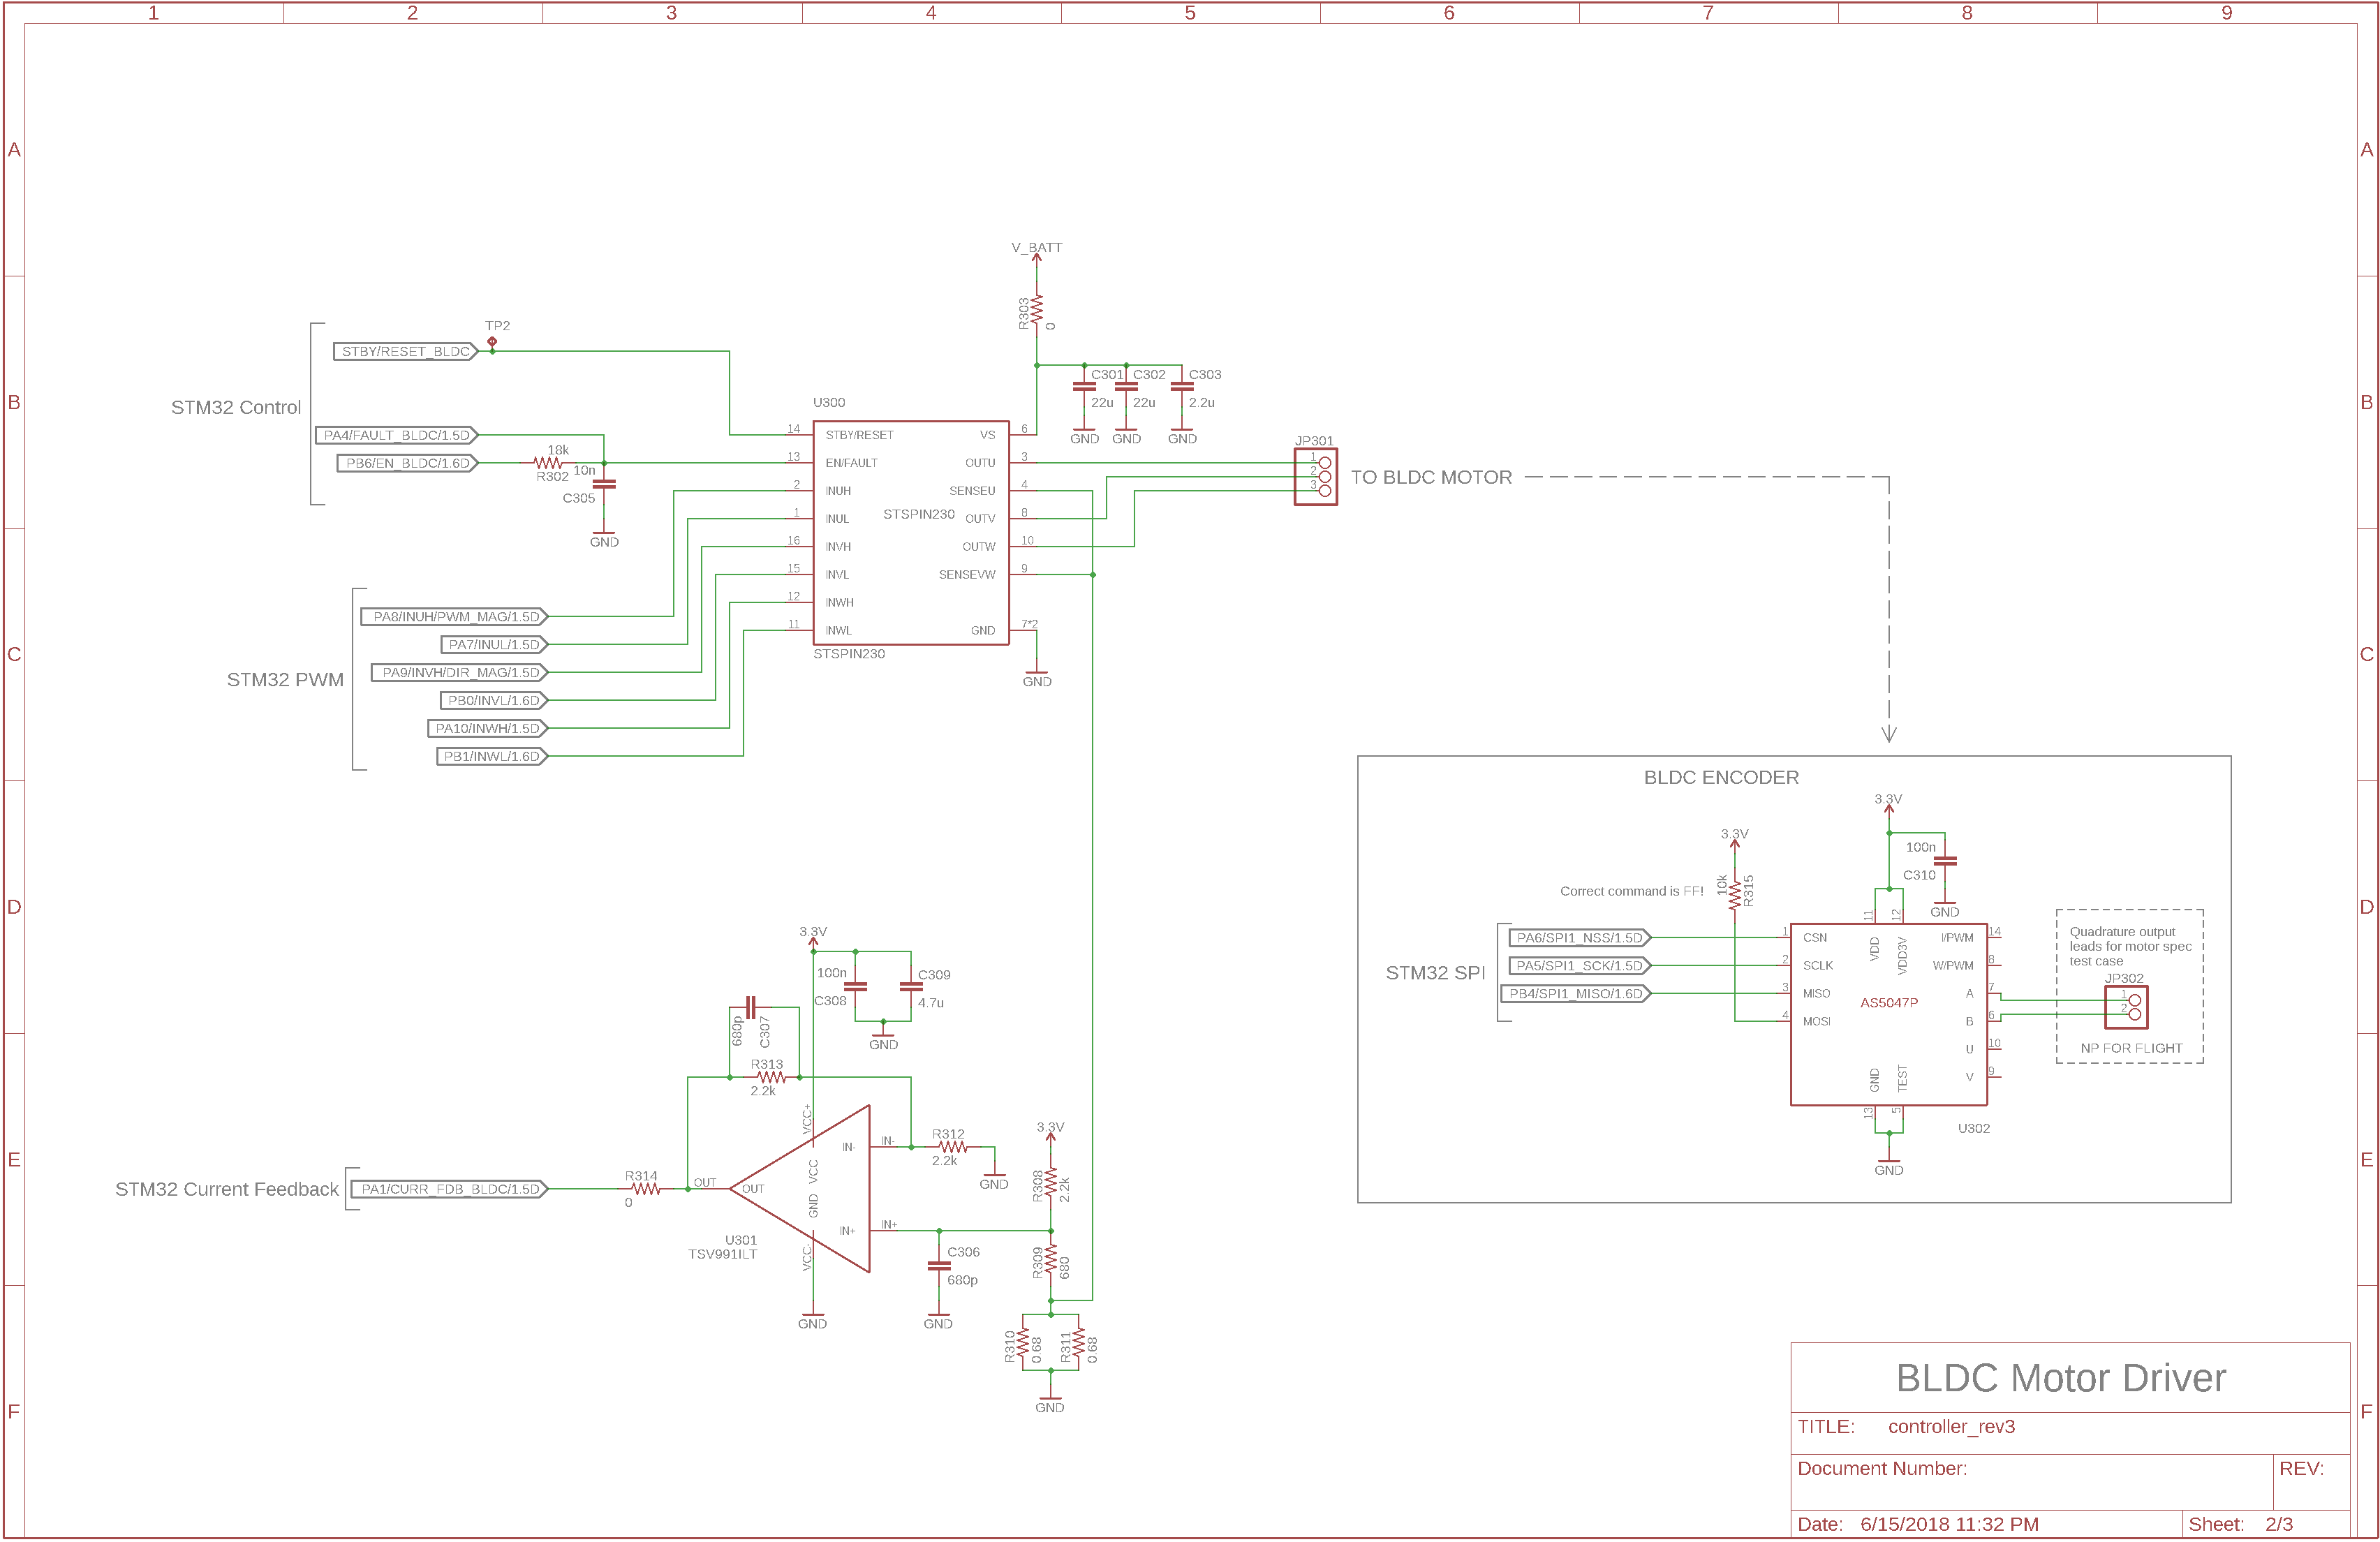 1 2 3 4 5 6 7 8 9
A A
B B
C C
D D
E E
F F
V_BATT
R303
0
TP2
STBY/RESET_BLDC
STM32 Control
PA4/FAULT_BLDC/1.5D
PB6/EN_BLDC/1.6D
18k
R302
10n
C305
GND
C301
22u
GND
C302
22u
GND
C303
2.2u
GND
U300
14 STBY/RESET VS 6
13 EN/FAULT OUTU 3
2 INUH SENSEU 4
1 INUL STSPIN230 OUTV 8
16 INVH OUTW 10
15 INVL SENSEVW 9
12 INWH
11 INWL GND 7*2
STSPIN230
GND
JP301
1
2
3
TO BLDC MOTOR
STM32 PWM
PA8/INUH/PWM_MAG/1.5D
PA7/INUL/1.5D
PA9/INVH/DIR_MAG/1.5D
PB0/INVL/1.6D
PA10/INWH/1.5D
PB1/INWL/1.6D
BLDC ENCODER
3.3V
3.3V
100n
C310
GND
10k
R315
Correct command is FF!
STM32 SPI
PA6/SPI1_NSS/1.5D
PA5/SPI1_SCK/1.5D
PB4/SPI1_MISO/1.6D
11 12
VDD VDD3V
1 CSN I/PWM 14
2 SCLK W/PWM 8
3 MISO AS5047P A 7
4 MOSI B 6
U 10
V 9
GND TEST
13 5
U302
GND
Quadrature output
leads for motor spec
test case
JP302
1
2
NP FOR FLIGHT
3.3V
100n
C308
C309
4.7u
GND
680p
C307
R313
2.2k
VCC+
IN- IN-
R312
2.2k
GND
3.3V
R308
2.2k
STM32 Current Feedback
PA1/CURR_FDB_BLDC/1.5D
R314
0
OUT OUT
GND VCC
IN+ IN+
VCC-
U301
TSV991ILT
GND
C306
680p
GND
R309
680
R310
0.68
R311
0.68
GND
BLDC Motor Driver
TITLE: controller_rev3
Document Number: REV:
Date: 6/15/2018 11:32 PM Sheet: 2/3